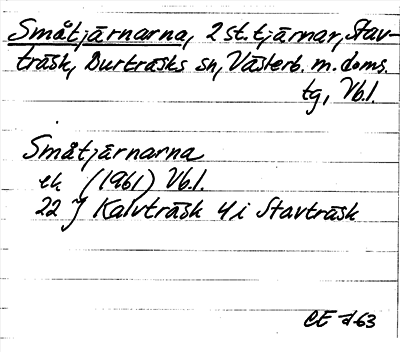 Småtjärnarna, 2 st. tjärnar, Stav-
träsk, Burträsks sn, Västerb. m. doms.
tg, Vb.l.
Småtjärnarna
ek (1961) Vb.l.
22 J Kalvträsk 4 i Stavträsk
CE 63